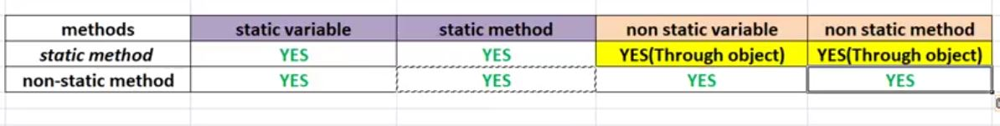 methods static variable static method non static variable non static method
static method YES YES YES(Through object) YES(Through object)
non-static method YES YES YES YES